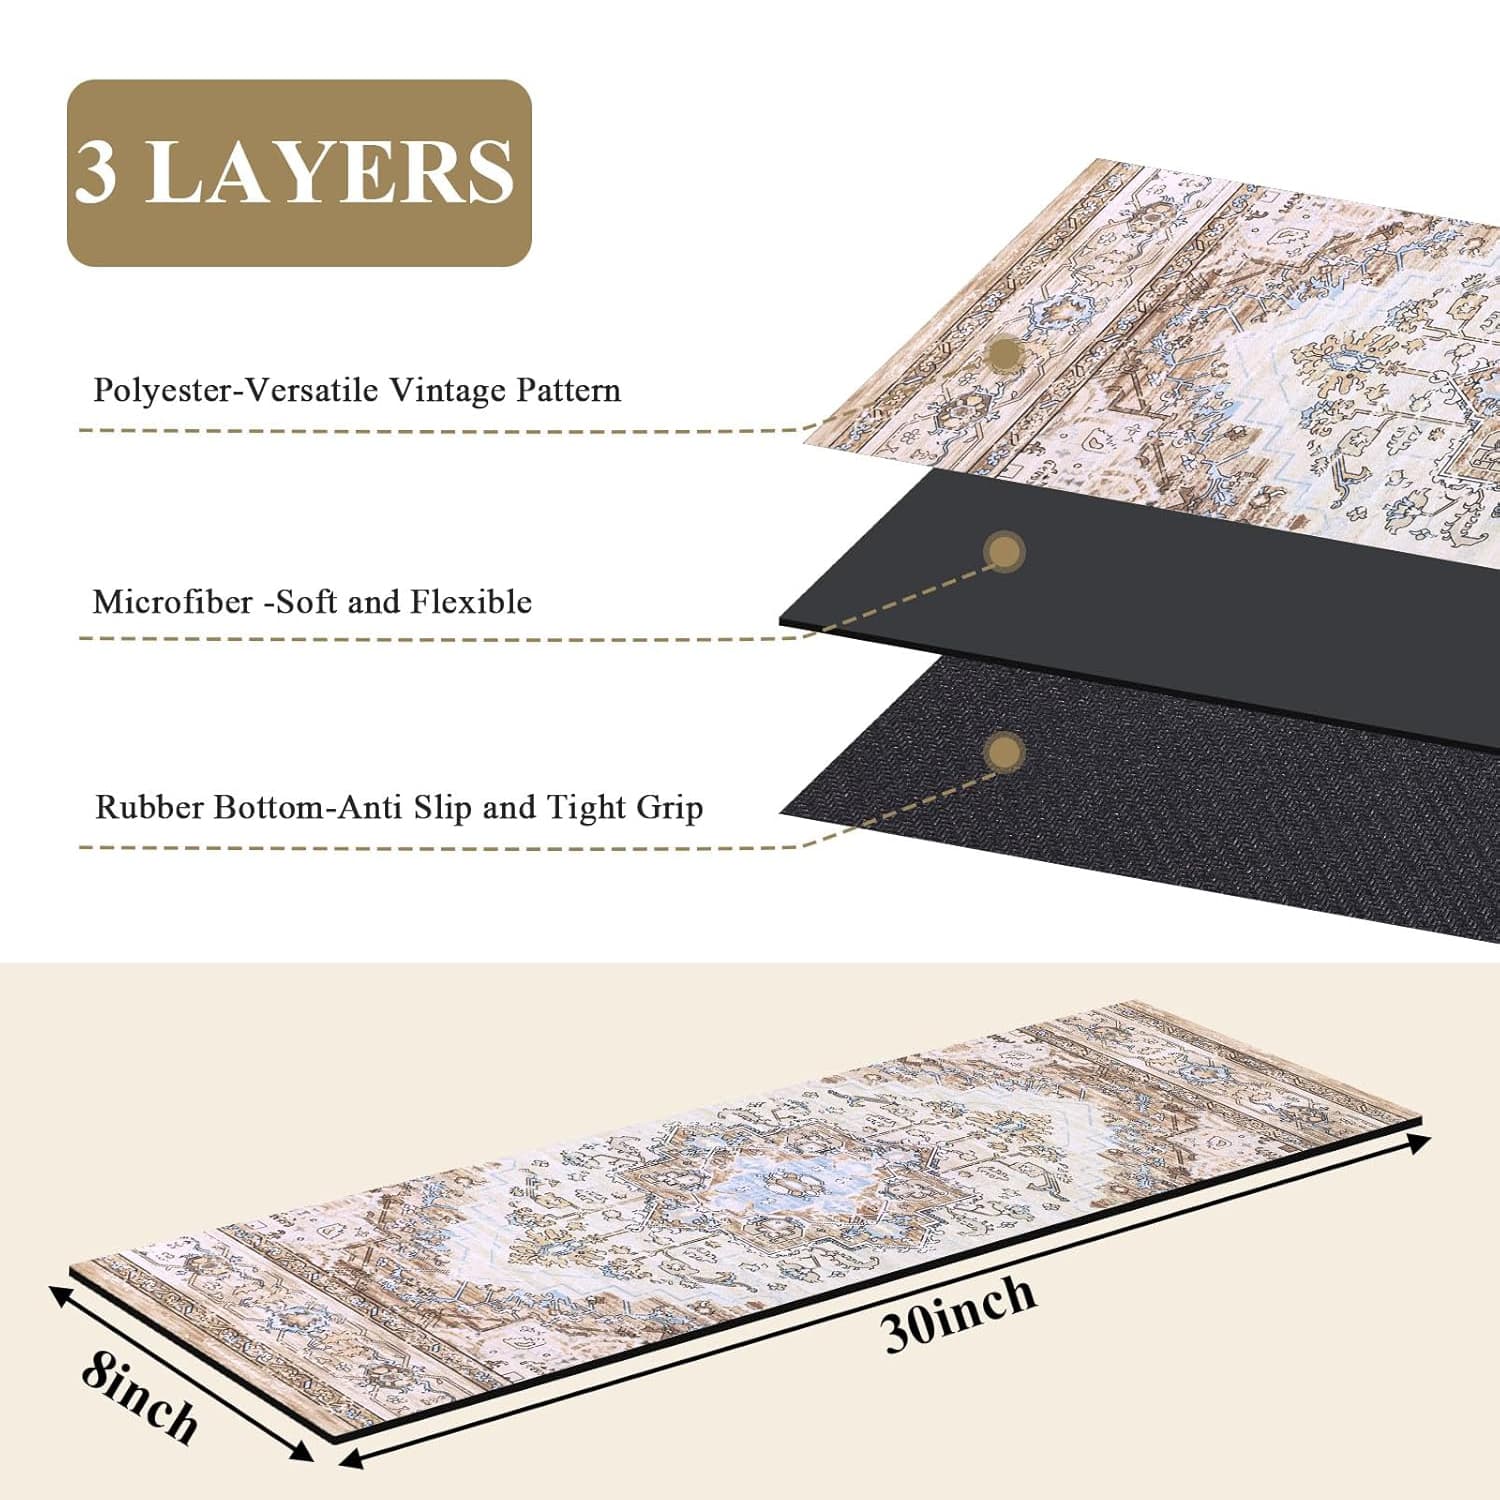 3 LAYERS
Polyester-Versatile Vintage Pattern
Microfiber -Soft and Flexible
Rubber Bottom-Anti Slip and Tight Grip
30inch
8inch